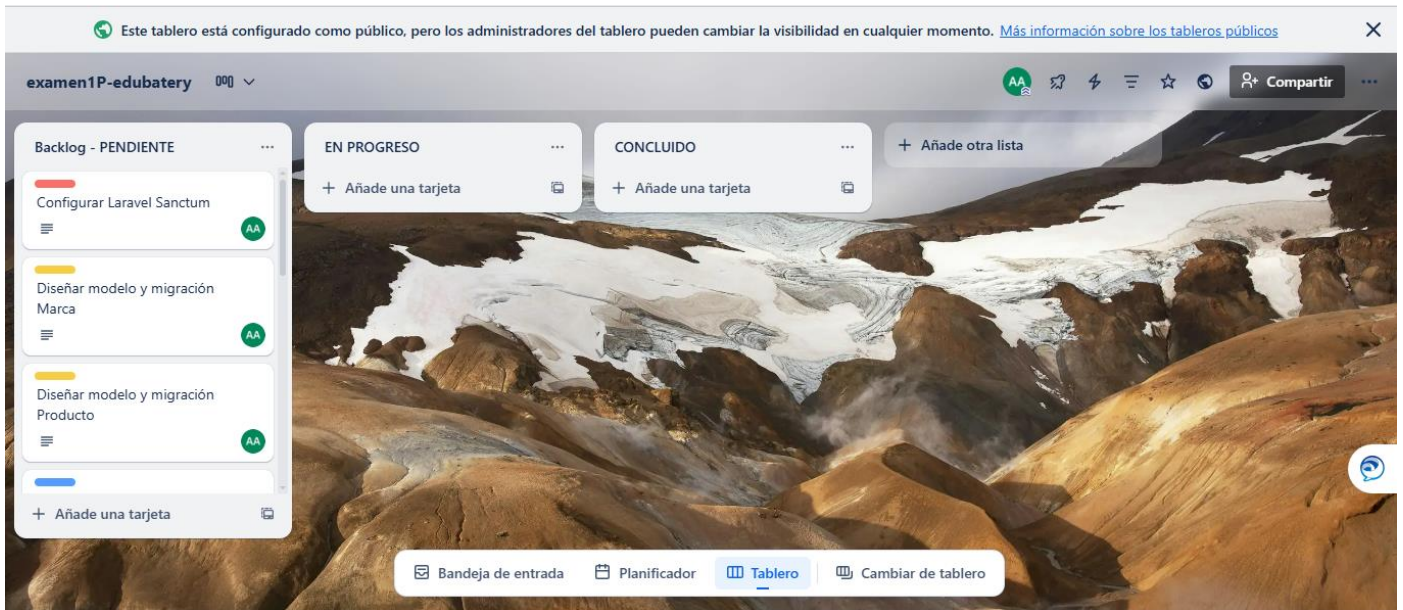 Este tablero está configurado como público, pero los administradores del tablero pueden cambiar la visibilidad en cualquier momento. Más información sobre los tableros públicos
examen1P-edubatery
AA
Compartir
Backlog - PENDIENTE
Configurar Laravel Sanctum
AA
Diseñar modelo y migración
Marca
AA
Diseñar modelo y migración
Producto
AA
+ Añade una tarjeta
EN PROGRESO
+ Añade una tarjeta
CONCLUIDO
+ Añade una tarjeta
+ Añade otra lista
Bandeja de entrada
Planificador
Tablero
Cambiar de tablero